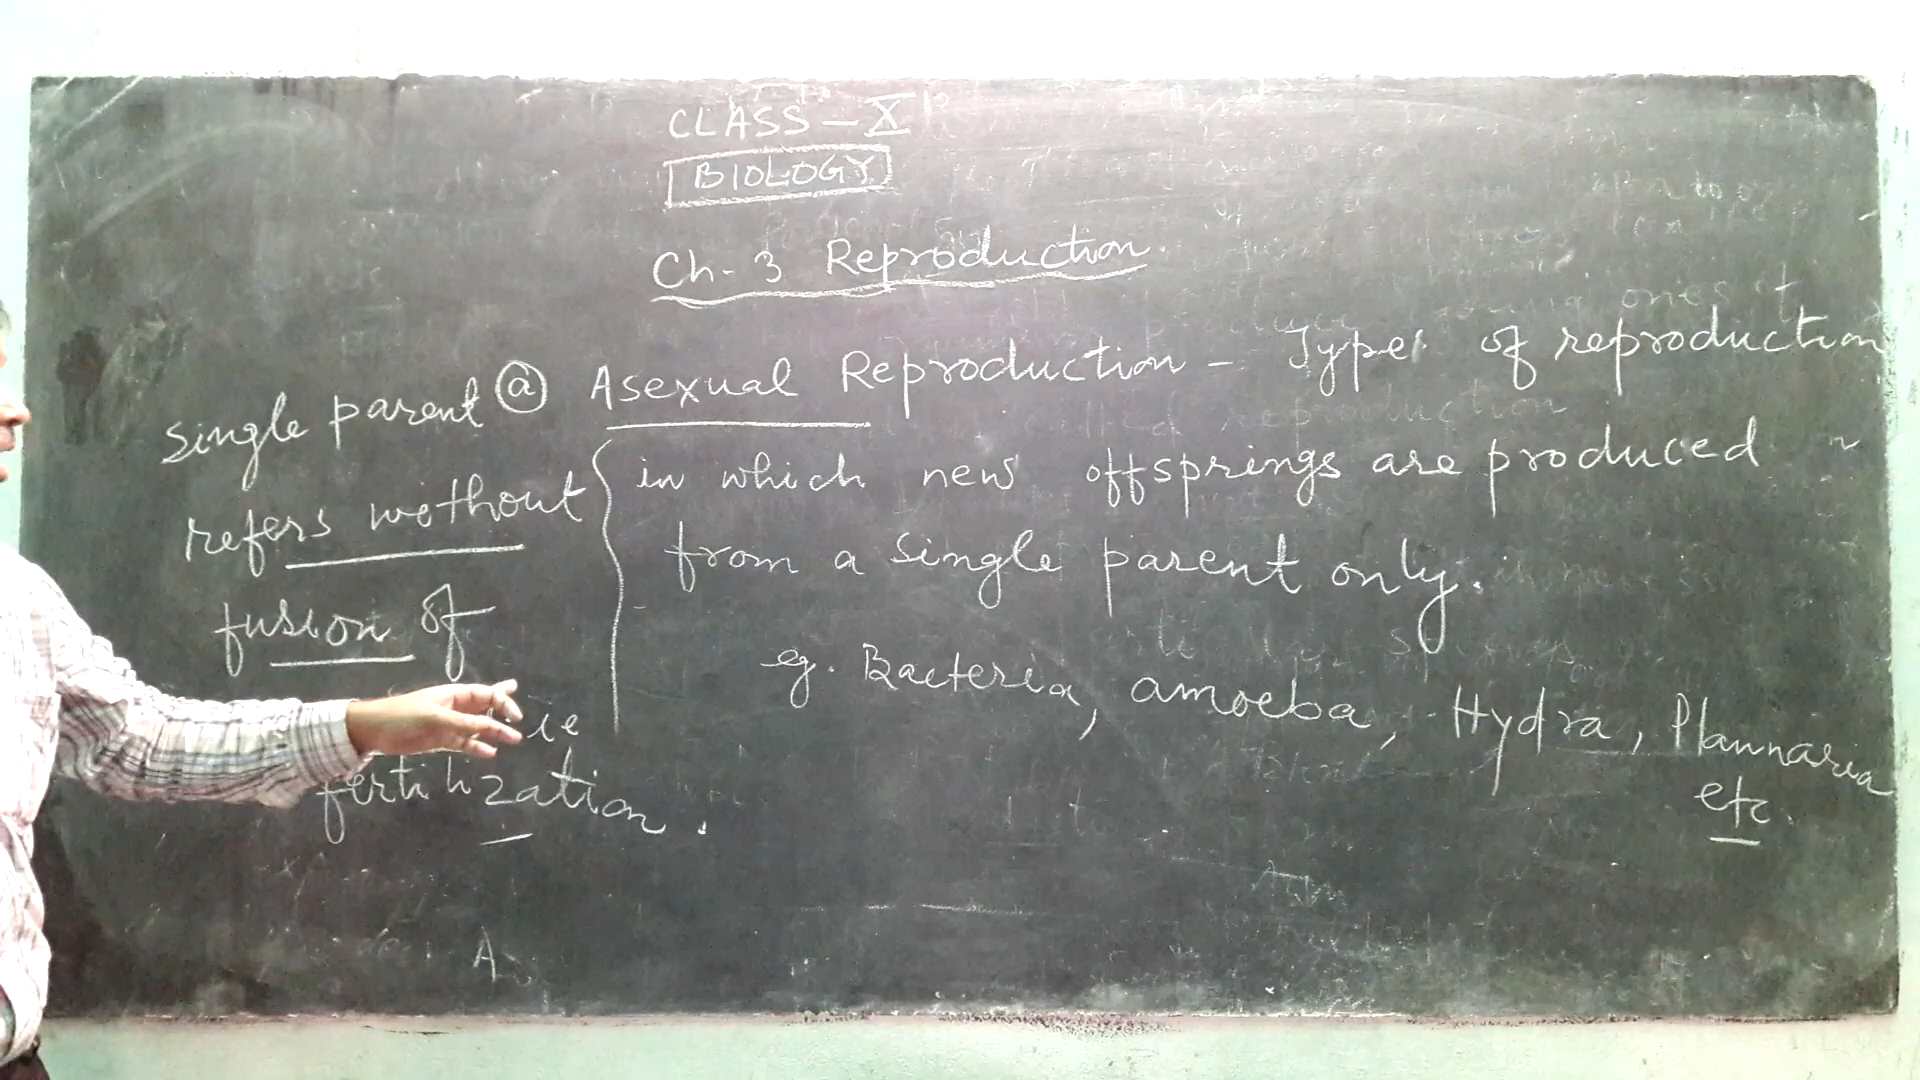 CLASS - X
BIOLOGY
Ch-3 Reproduction.
@ Asexual Reproduction - Types of reproduction
in which new offsprings are produced
from a single parent only.
eg. Bacteria, amoeba, Hydra, Plannaria
etc.
Single parent
refers without
fusion of
ie
fertilization.
A